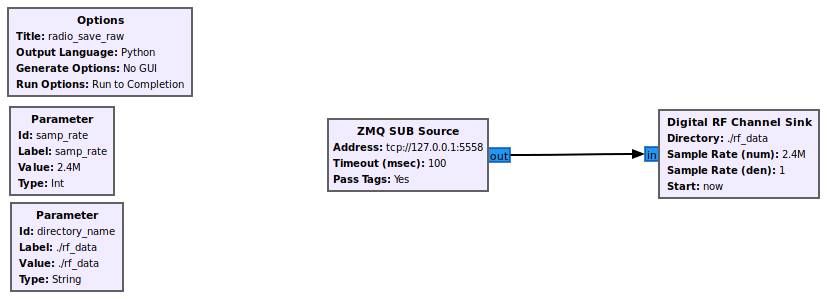 Options
Title: radio_save_raw
Output Language: Python
Generate Options: No GUI
Run Options: Run to Completion
Parameter
Id: samp_rate
Label: samp_rate
Value: 2.4M
Type: Int
Parameter
Id: directory_name
Label: ./rf_data
Value: ./rf_data
Type: String
ZMQ SUB Source
Address: tcp://127.0.0.1:5558
Timeout (msec): 100
Pass Tags: Yes
out
in
Digital RF Channel Sink
Directory: ./rf_data
Sample Rate (num): 2.4M
Sample Rate (den): 1
Start: now